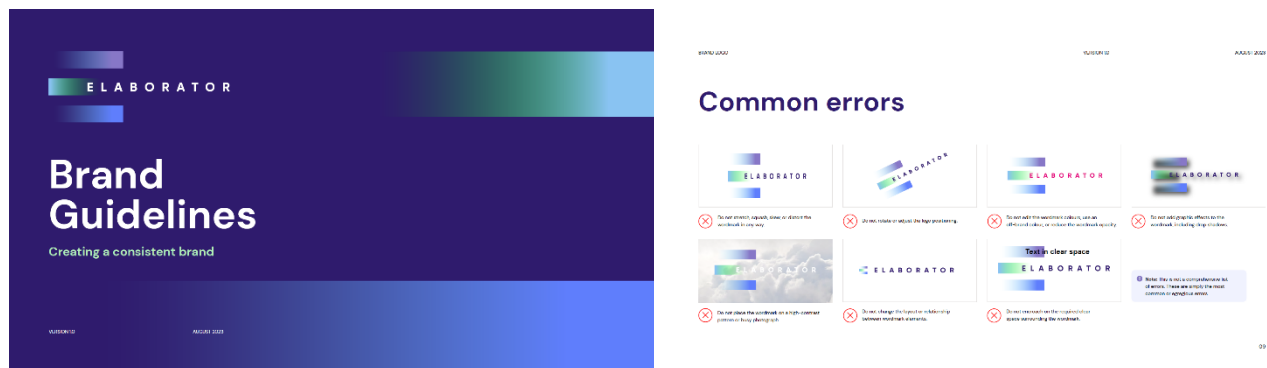 ELABORATOR
Brand
Guidelines
Creating a consistent brand
VERSION 1.0
AUGUST 2023
BRAND LOGO
VERSION 1.0
AUGUST 2023
Common errors
ELABORATOR
ELABORATOR
ELABORATOR
ELABORATOR
Do not stretch, squash, skew, or distort the
wordmark in any way.
Do not rotate or adjust the logo positioning.
Do not edit the wordmark colours, use an
off-brand colour, or reduce the wordmark opacity.
Do not add graphic effects to the
wordmark, including drop shadows.
ELABORATOR
ELABORATOR
Text in clear space
ELABORATOR
Note: this is not a comprehensive list
of errors. These are simply the most
common or egregious errors.
Do not place the wordmark on a high-contrast
pattern or busy photograph.
Do not change the layout or relationship
between wordmark elements.
Do not encroach on the required clear
space surrounding the wordmark.
09